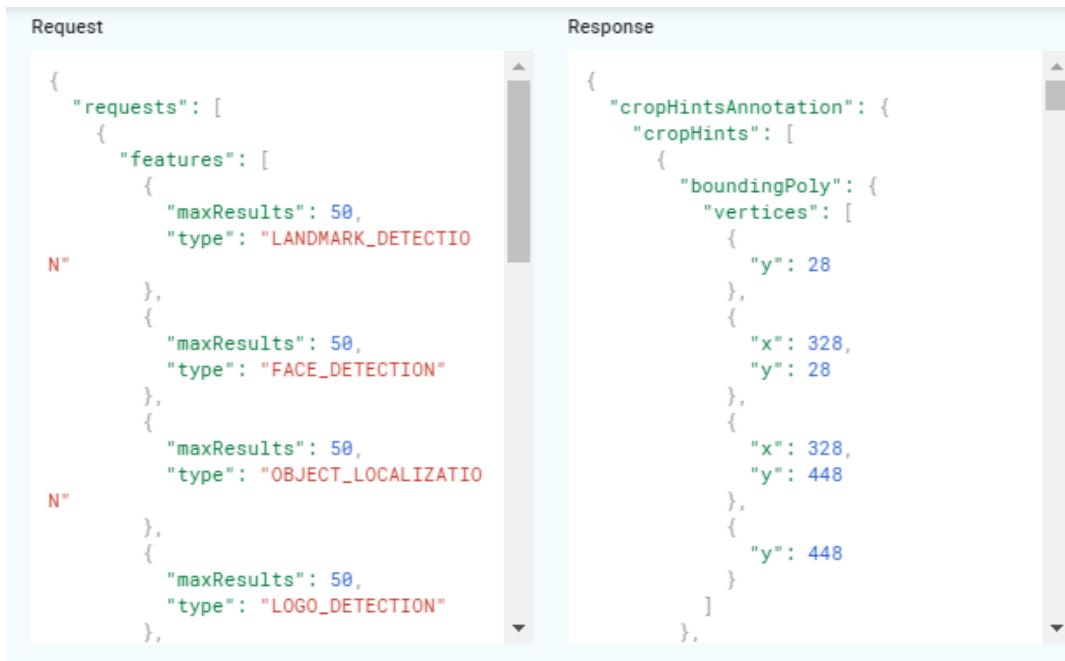 Request
{
"requests": [
{
"features": [
{
"maxResults": 50,
"type": "LANDMARK_DETECTIO
N"
},
{
"maxResults": 50,
"type": "FACE_DETECTION"
},
{
"maxResults": 50,
"type": "OBJECT_LOCALIZATIO
N"
},
{
"maxResults": 50,
"type": "LOGO_DETECTION"
},
Response
{
"cropHintsAnnotation": {
"cropHints": [
{
"boundingPoly": {
"vertices": [
{
"y": 28
},
{
"x": 328,
"y": 28
},
{
"x": 328,
"y": 448
},
{
"y": 448
}
]
},